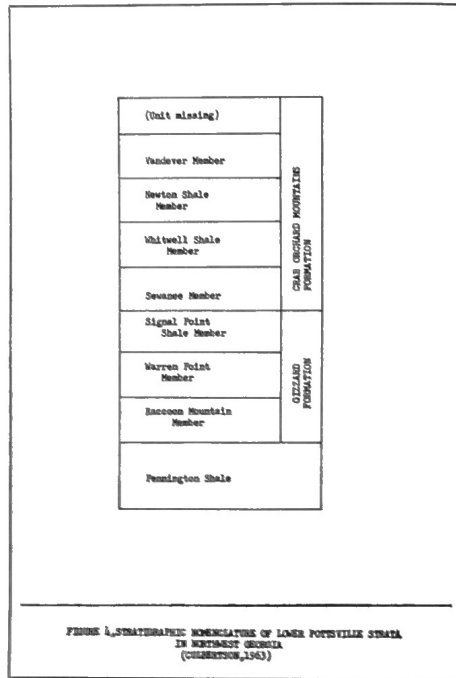 (Unit missing)
Vandever Member
Newton Shale
Member
Whitwell Shale
Member
Sewanee Member
CRAB ORCHARD MOUNTAINS
FORMATION
Signal Point
Shale Member
Warren Point
Member
Raccoon Mountain
Member
GIZZARD
FORMATION
Pennington Shale
FIGURE 4,STRATIGRAPHIC NOMENCLATURE OF LOWER POTTSVILLE STRATA
IN NORTHWEST GEORGIA
(CULBERTSON,1963)